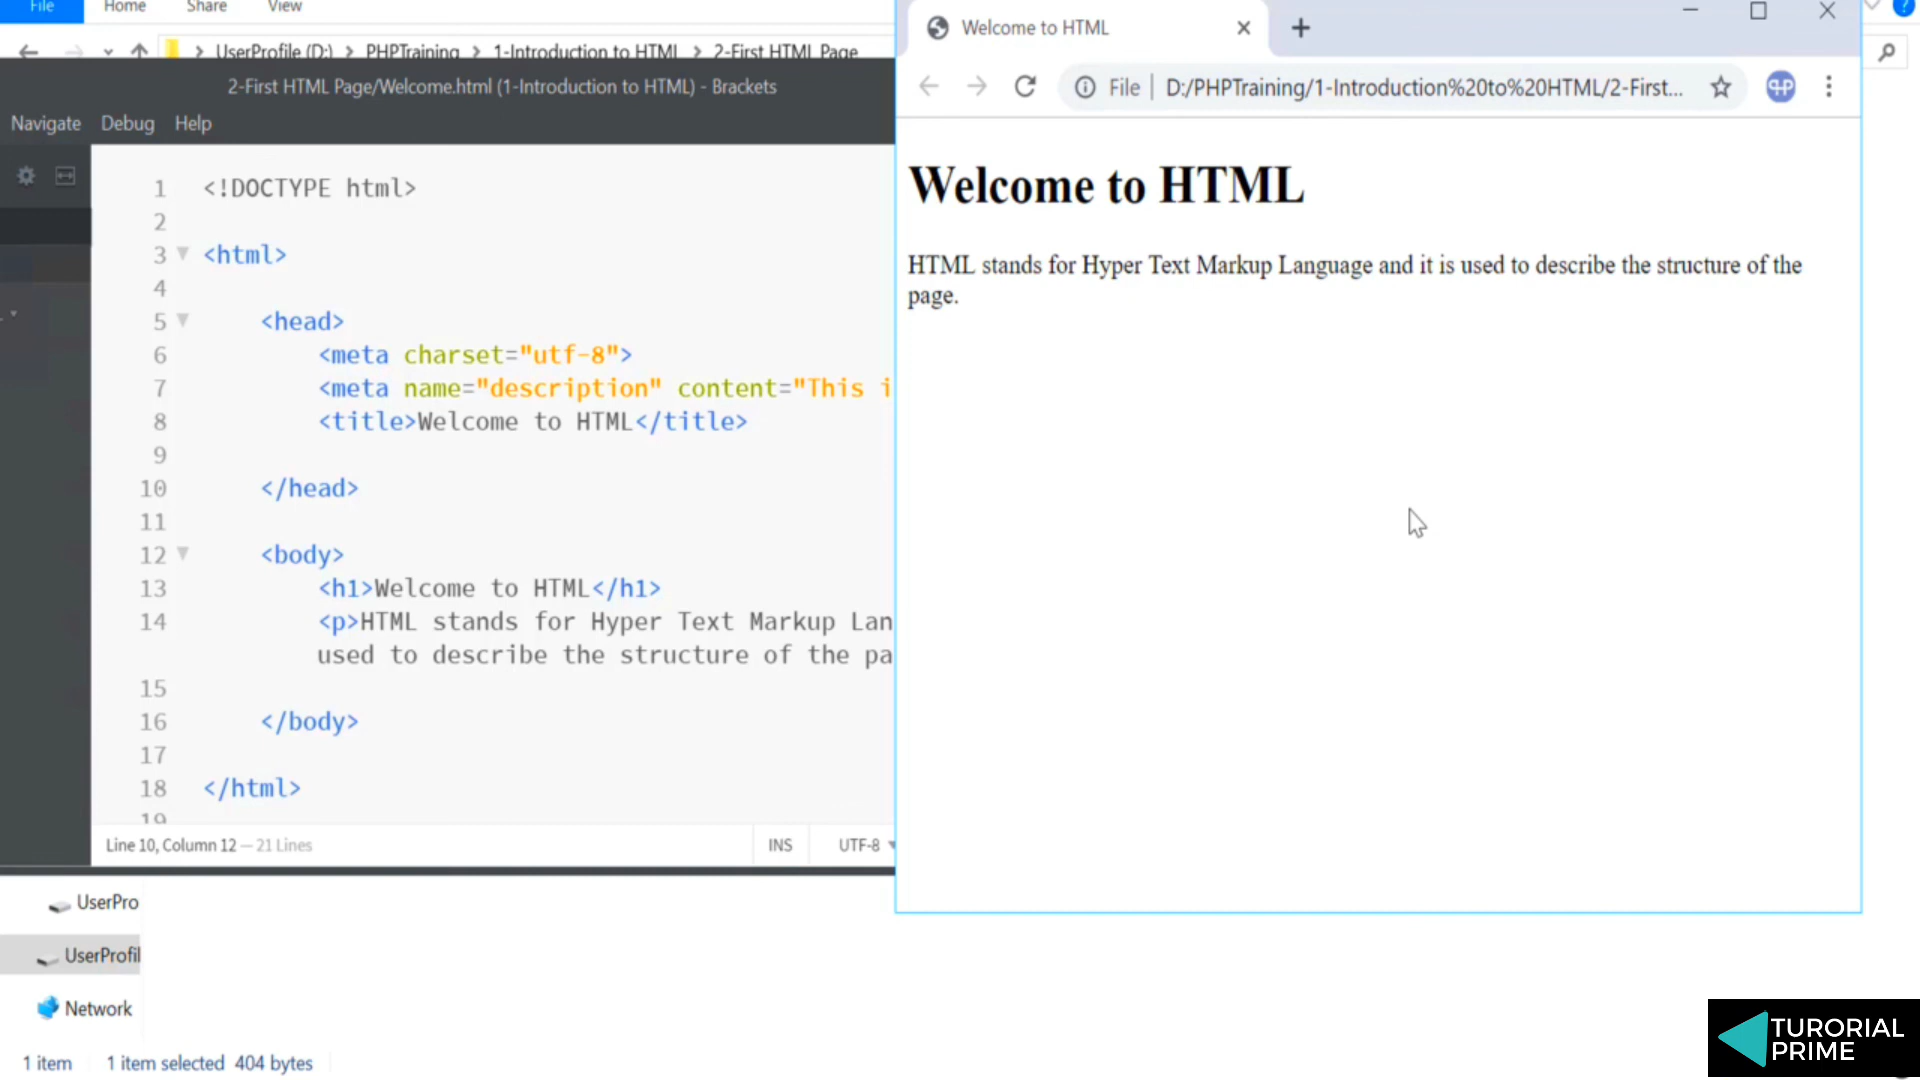 File Home Share View
UserProfile (D:) PHPTraining 1-Introduction to HTML 2-First HTML Page
2-First HTML Page/Welcome.html (1-Introduction to HTML) - Brackets
Navigate Debug Help
1 <!DOCTYPE html>
2
3 <html>
4
5 <head>
6 <meta charset="utf-8">
7 <meta name="description" content="This i
8 <title>Welcome to HTML</title>
9
10 </head>
11
12 <body>
13 <h1>Welcome to HTML</h1>
14 <p>HTML stands for Hyper Text Markup Lan
used to describe the structure of the pa
15
16 </body>
17
18 </html>
19
Line 10, Column 12 — 21 Lines INS UTF-8
UserPro
UserProfil
Network
1 item 1 item selected 404 bytes
Welcome to HTML
File D:/PHPTraining/1-Introduction%20to%20HTML/2-First...
Welcome to HTML
HTML stands for Hyper Text Markup Language and it is used to describe the structure of the
page.
TURORIAL
PRIME